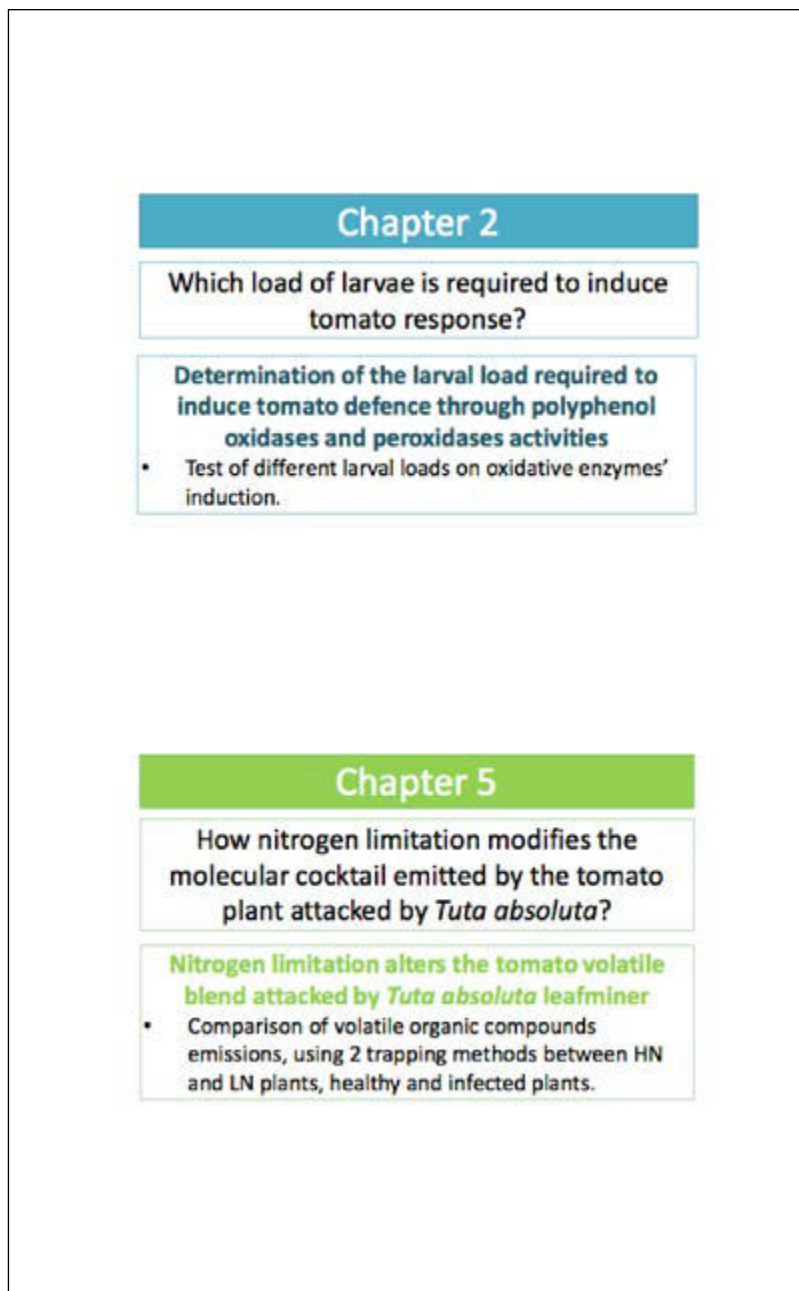 Chapter 2
Which load of larvae is required to induce
tomato response?
Determination of the larval load required to
induce tomato defence through polyphenol
oxidases and peroxidases activities
• Test of different larval loads on oxidative enzymes’
induction.
Chapter 5
How nitrogen limitation modifies the
molecular cocktail emitted by the tomato
plant attacked by Tuta absoluta?
Nitrogen limitation alters the tomato volatile
blend attacked by Tuta absoluta leafminer
• Comparison of volatile organic compounds
emissions, using 2 trapping methods between HN
and LN plants, healthy and infected plants.